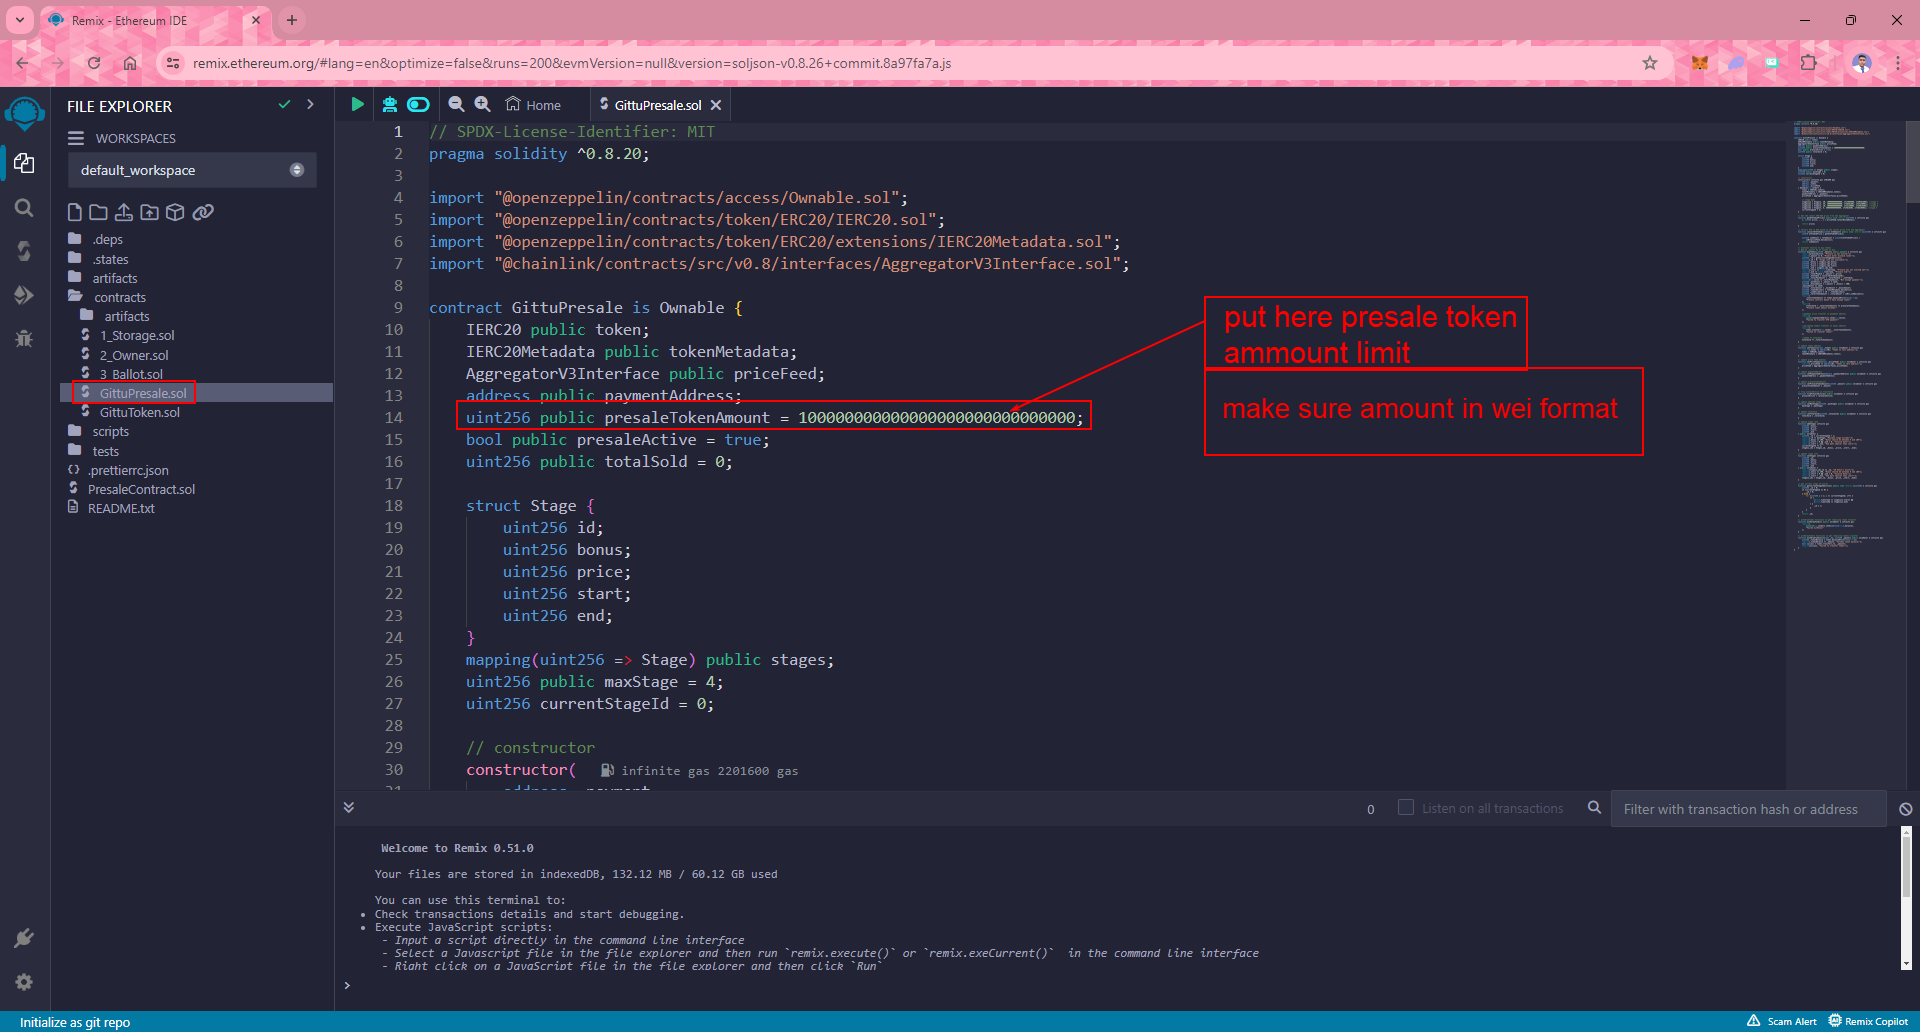 Remix - Ethereum IDE
remix.ethereum.org/#lang=en&optimize=false&runs=200&evmVersion=null&version=soljson-v0.8.26+commit.8a97fa7a.js
FILE EXPLORER
WORKSPACES
default_workspace
.deps
.states
artifacts
contracts
artifacts
1_Storage.sol
2_Owner.sol
3_Ballot.sol
GittuPresale.sol
GittuToken.sol
scripts
tests
.prettierrc.json
PresaleContract.sol
README.txt
Home
GittuPresale.sol
1 // SPDX-License-Identifier: MIT
2 pragma solidity ^0.8.20;
3
4 import "@openzeppelin/contracts/access/Ownable.sol";
5 import "@openzeppelin/contracts/token/ERC20/IERC20.sol";
6 import "@openzeppelin/contracts/token/ERC20/extensions/IERC20Metadata.sol";
7 import "@chainlink/contracts/src/v0.8/interfaces/AggregatorV3Interface.sol";
8
9 contract GittuPresale is Ownable {
10 IERC20 public token;
11 IERC20Metadata public tokenMetadata;
12 AggregatorV3Interface public priceFeed;
13 address public paymentAddress;
14 uint256 public presaleTokenAmount = 100000000000000000000000000000;
15 bool public presaleActive = true;
16 uint256 public totalSold = 0;
17
18 struct Stage {
19 uint256 id;
20 uint256 bonus;
21 uint256 price;
22 uint256 start;
23 uint256 end;
24 }
25 mapping(uint256 => Stage) public stages;
26 uint256 public maxStage = 4;
27 uint256 currentStageId = 0;
28
29 // constructor
30 constructor( infinite gas 2201600 gas
31 address payment
put here presale token
ammount limit
make sure amount in wei format
0
Listen on all transactions
Filter with transaction hash or address
Welcome to Remix 0.51.0
Your files are stored in indexedDB, 132.12 MB / 60.12 GB used
You can use this terminal to:
• Check transactions details and start debugging.
• Execute JavaScript scripts:
- Input a script directly in the command line interface
- Select a Javascript file in the file explorer and then run `remix.execute()` or `remix.exeCurrent()` in the command line interface
- Right click on a JavaScript file in the file explorer and then click `Run`
>
Initialize as git repo
Scam Alert
Remix Copilot